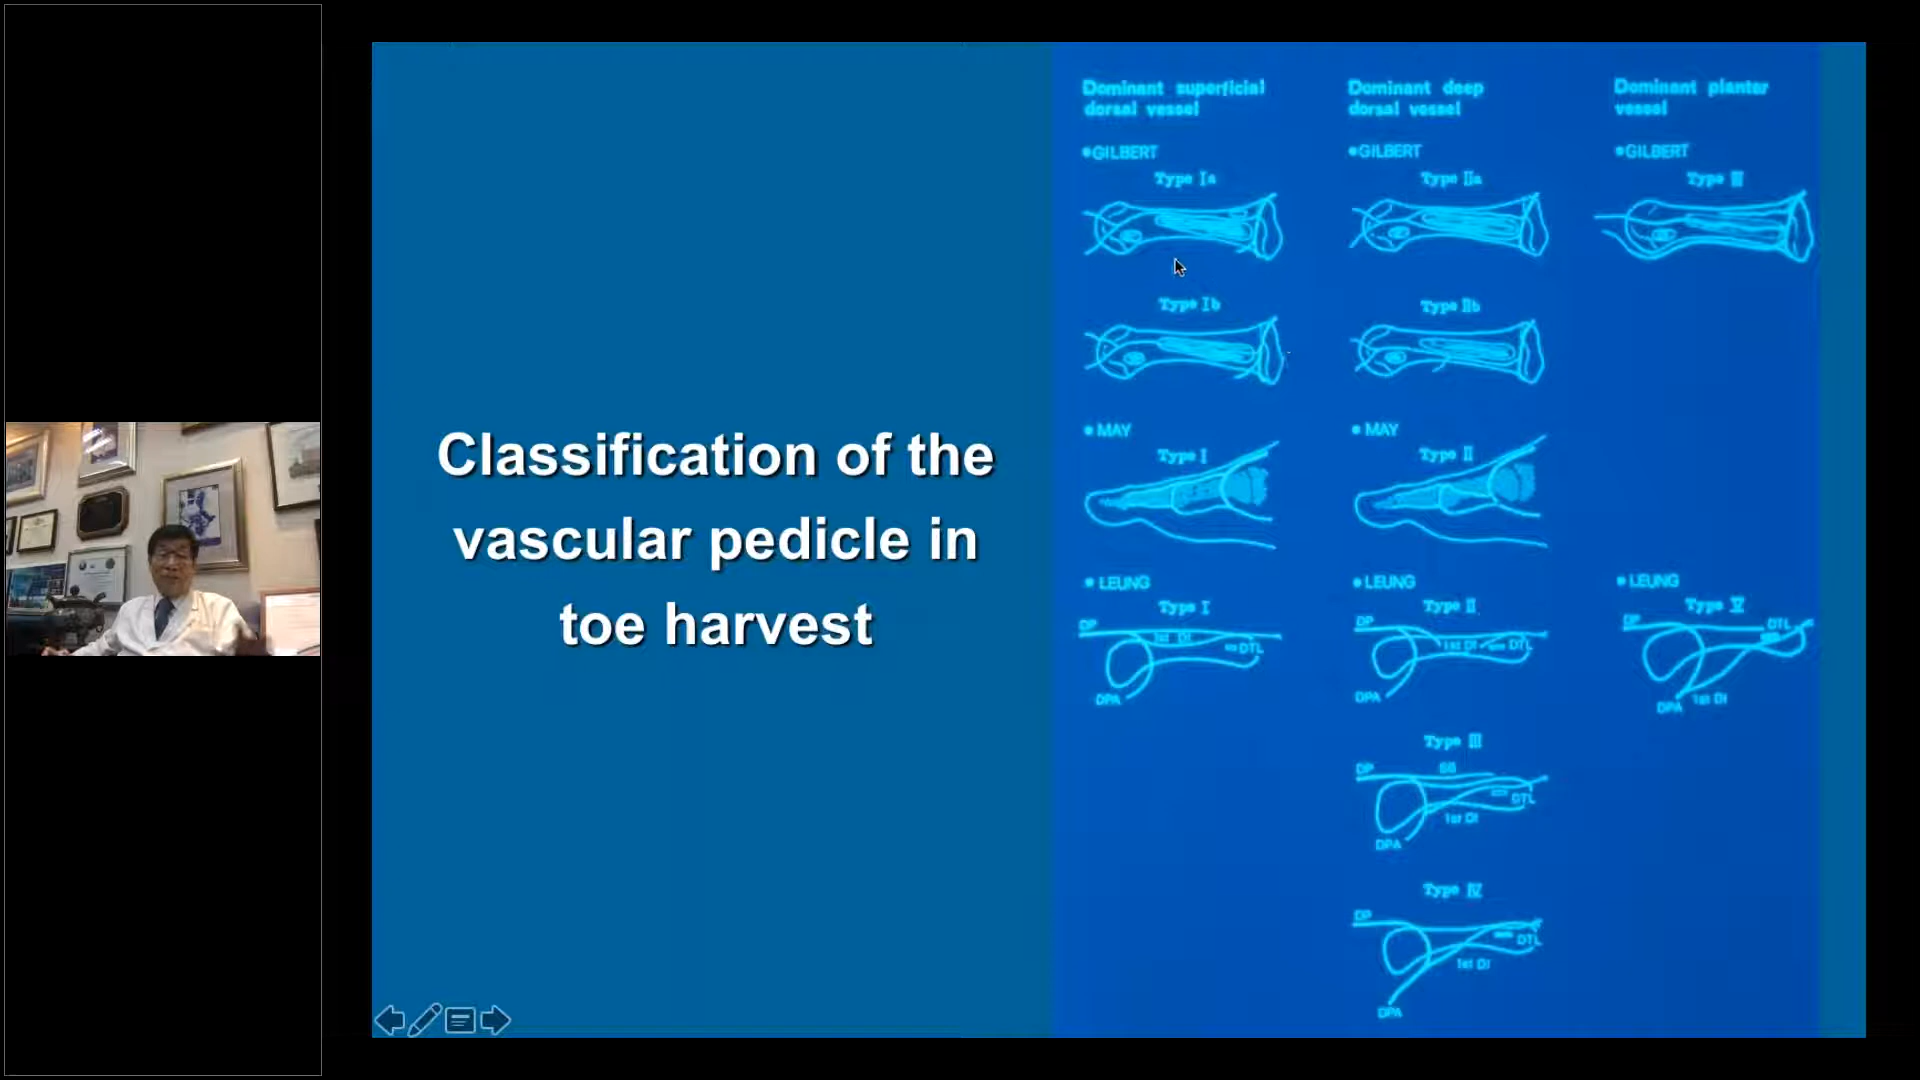 Classification of the
vascular pedicle in
toe harvest
Dominant superficial
dorsal vessel
●GILBERT
Type Ia
Type Ib
● MAY
Type I
● LEUNG
Type I
DP
1st DI
DTL
DPA
Dominant deep
dorsal vessel
●GILBERT
Type IIa
Type IIb
● MAY
Type II
● LEUNG
Type II
DP
1st DI
DTL
DPA
Type III
DP
DTL
1st DI
DPA
Type IV
DP
DTL
1st DI
DPA
Dominant plantar
vessel
●GILBERT
Type III
● LEUNG
Type V
DP
DTL
DPA
1st DI